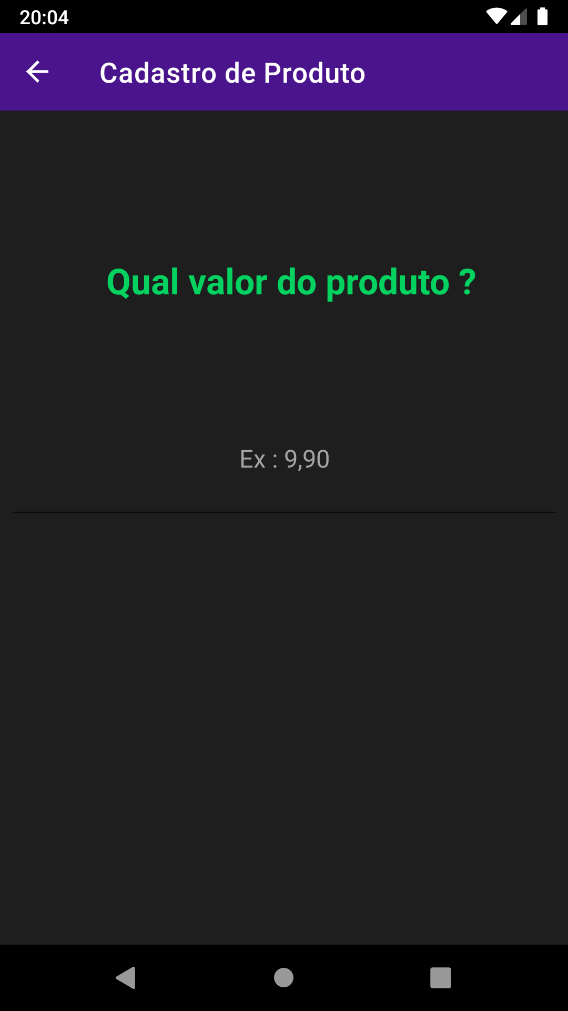 20:04
Cadastro de Produto
Qual valor do produto ?
Ex : 9,90